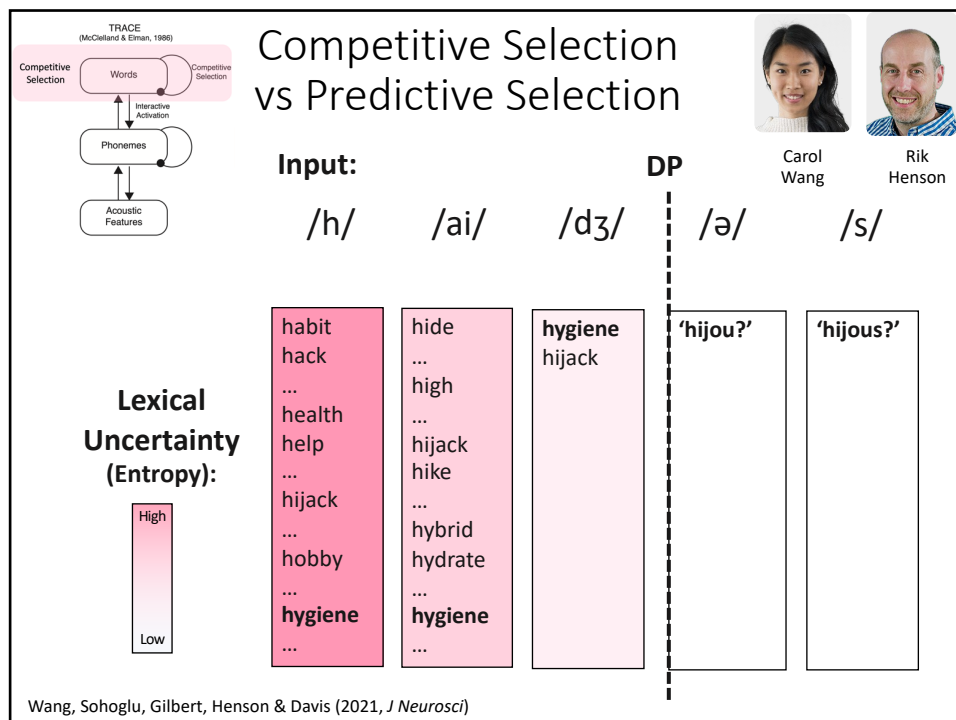 TRACE
(McClelland & Elman, 1986)
Competitive
Selection
Words
Competitive
Selection
Interactive
Activation
Phonemes
Acoustic
Features
Competitive Selection
vs Predictive Selection
Carol
Wang
Rik
Henson
Input:
DP
/h/
/ai/
/dʒ/
/ə/
/s/
Lexical
Uncertainty
(Entropy):
High
Low
habit
hack
...
health
help
...
hijack
...
hobby
...
hygiene
...
hide
...
high
...
hijack
hike
...
hybrid
hydrate
...
hygiene
...
hygiene
hijack
‘hijou?’
‘hijous?’
Wang, Sohoglu, Gilbert, Henson & Davis (2021, J Neurosci)